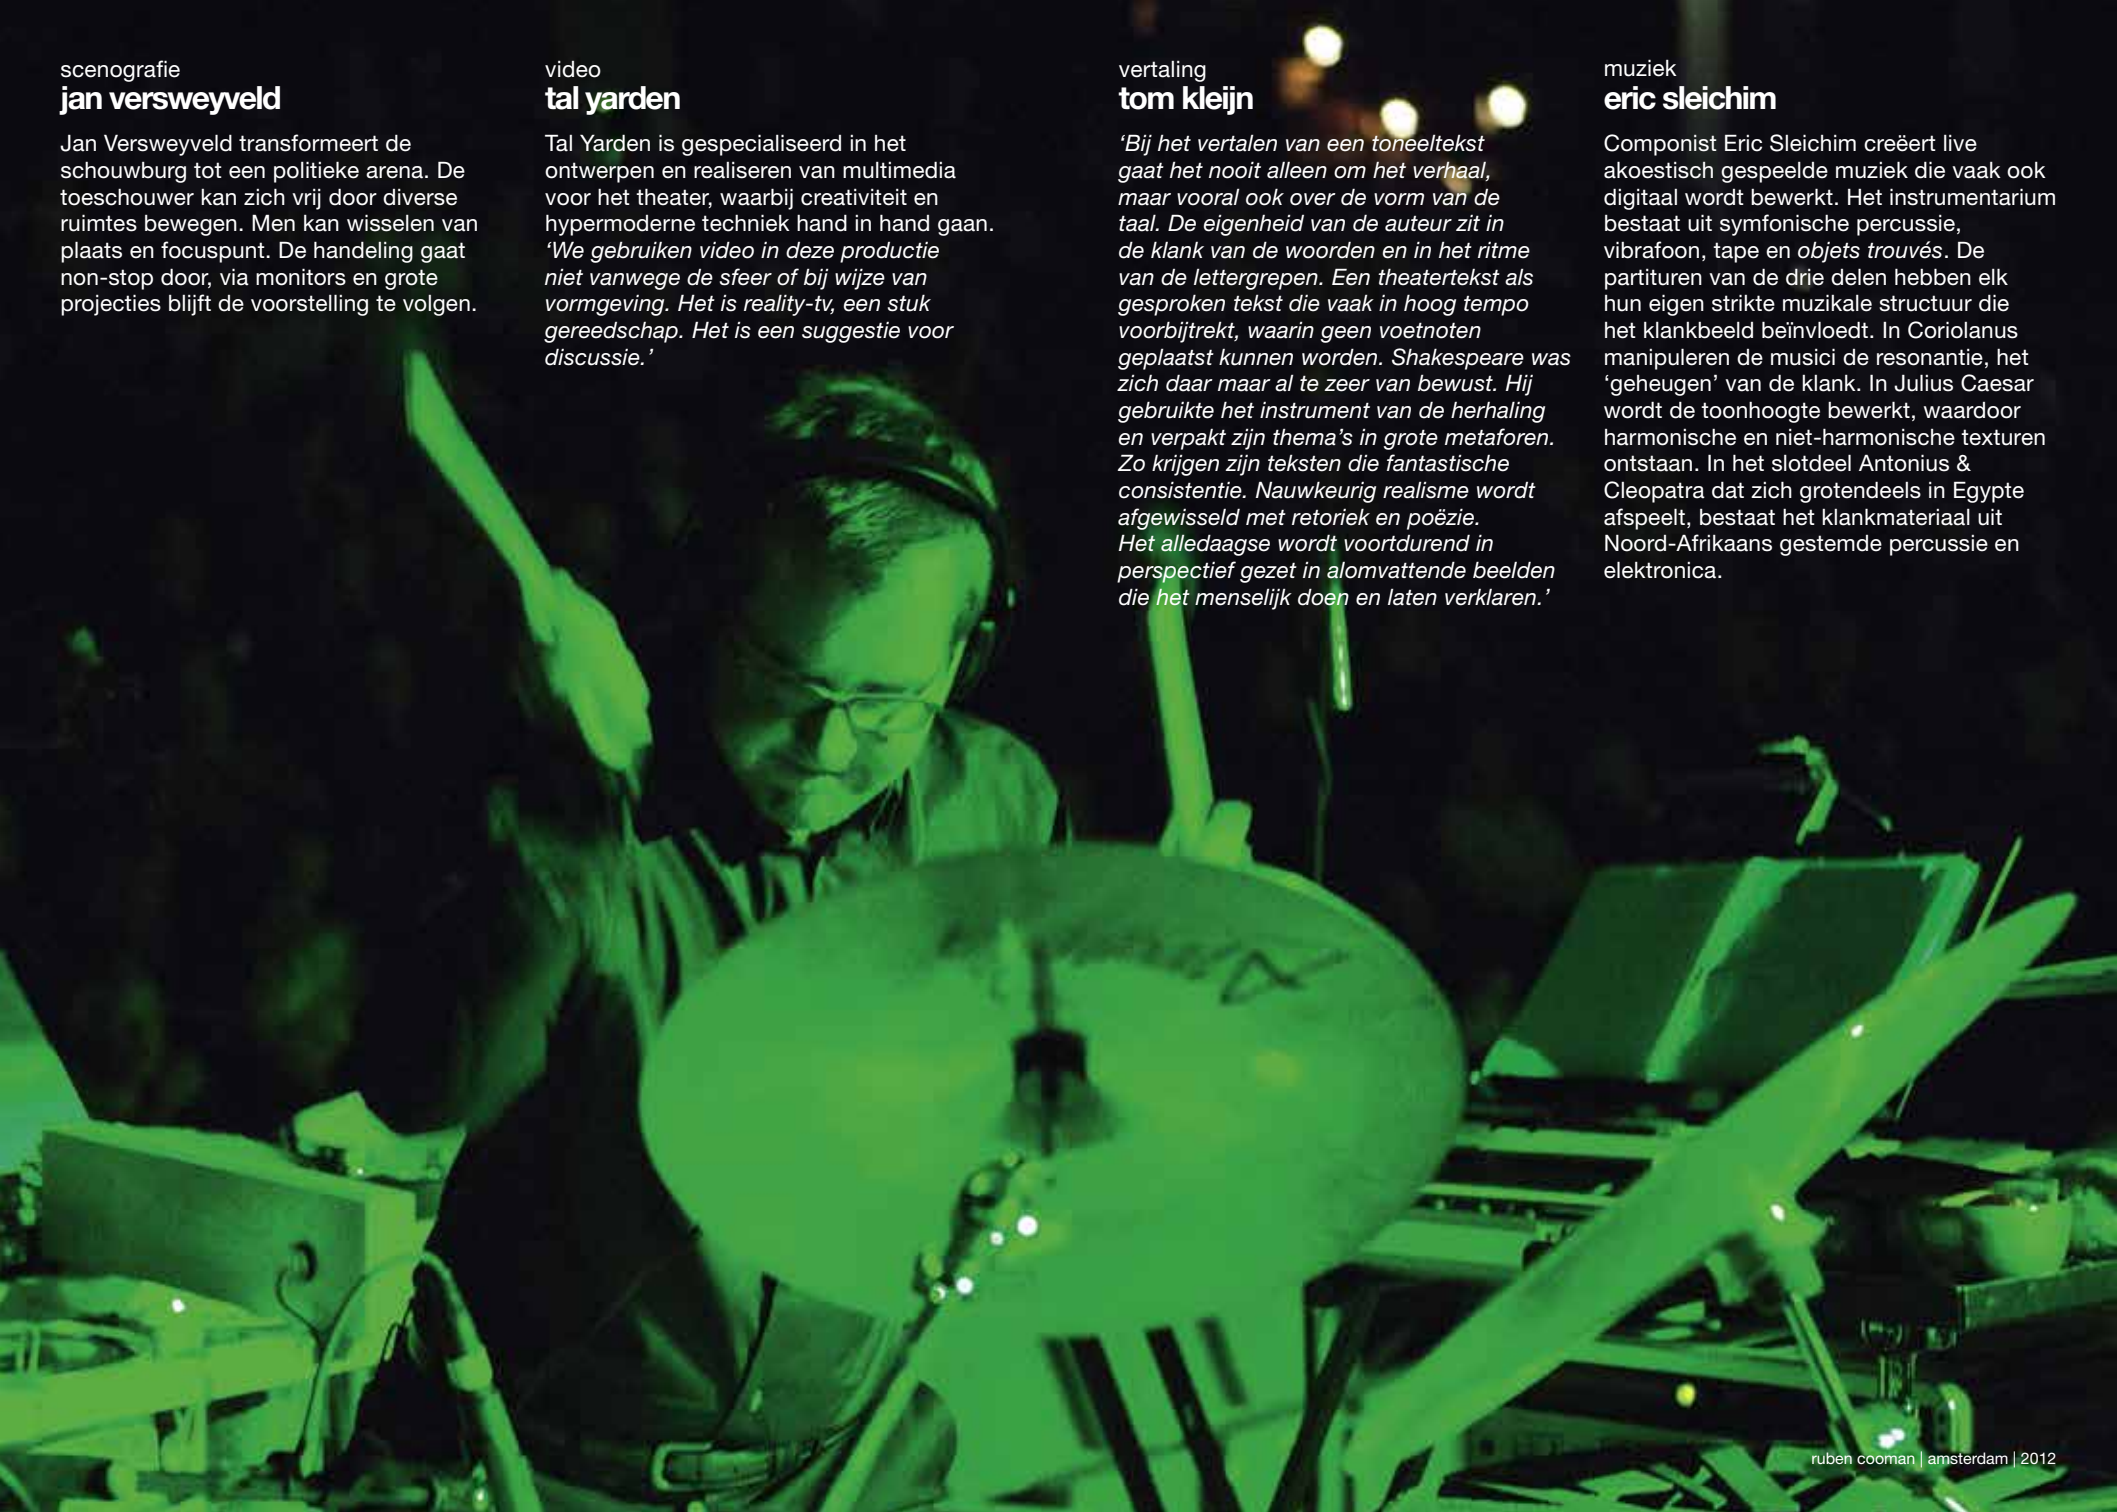 scenografie
jan versweyveld
Jan Versweyveld transformeert de
schouwburg tot een politieke arena. De
toeschouwer kan zich vrij door diverse
ruimtes bewegen. Men kan wisselen van
plaats en focuspunt. De handeling gaat
non-stop door, via monitors en grote
projecties blijft de voorstelling te volgen.
video
tal yarden
Tal Yarden is gespecialiseerd in het
ontwerpen en realiseren van multimedia
voor het theater, waarbij creativiteit en
hypermoderne techniek hand in hand gaan.
‘We gebruiken video in deze productie
niet vanwege de sfeer of bij wijze van
vormgeving. Het is reality-tv, een stuk
gereedschap. Het is een suggestie voor
discussie.’
vertaling
tom kleijn
‘Bij het vertalen van een toneeltekst
gaat het nooit alleen om het verhaal,
maar vooral ook over de vorm van de
taal. De eigenheid van de auteur zit in
de klank van de woorden en in het ritme
van de lettergrepen. Een theatertekst als
gesproken tekst die vaak in hoog tempo
voorbijtrekt, waarin geen voetnoten
geplaatst kunnen worden. Shakespeare was
zich daar maar al te zeer van bewust. Hij
gebruikte het instrument van de herhaling
en verpakt zijn thema’s in grote metaforen.
Zo krijgen zijn teksten die fantastische
consistentie. Nauwkeurig realisme wordt
afgewisseld met retoriek en poëzie.
Het alledaagse wordt voortdurend in
perspectief gezet in alomvattende beelden
die het menselijk doen en laten verklaren.’
muziek
eric sleichim
Componist Eric Sleichim creëert live
akoestisch gespeelde muziek die vaak ook
digitaal wordt bewerkt. Het instrumentarium
bestaat uit symfonische percussie,
vibrafoon, tape en objets trouvés. De
partituren van de drie delen hebben elk
hun eigen strikte muzikale structuur die
het klankbeeld beïnvloedt. In Coriolanus
manipuleren de musici de resonantie, het
‘geheugen’ van de klank. In Julius Caesar
wordt de toonhoogte bewerkt, waardoor
harmonische en niet-harmonische texturen
ontstaan. In het slotdeel Antonius &
Cleopatra dat zich grotendeels in Egypte
afspeelt, bestaat het klankmateriaal uit
Noord-Afrikaans gestemde percussie en
elektronica.
ruben cooman | amsterdam | 2012